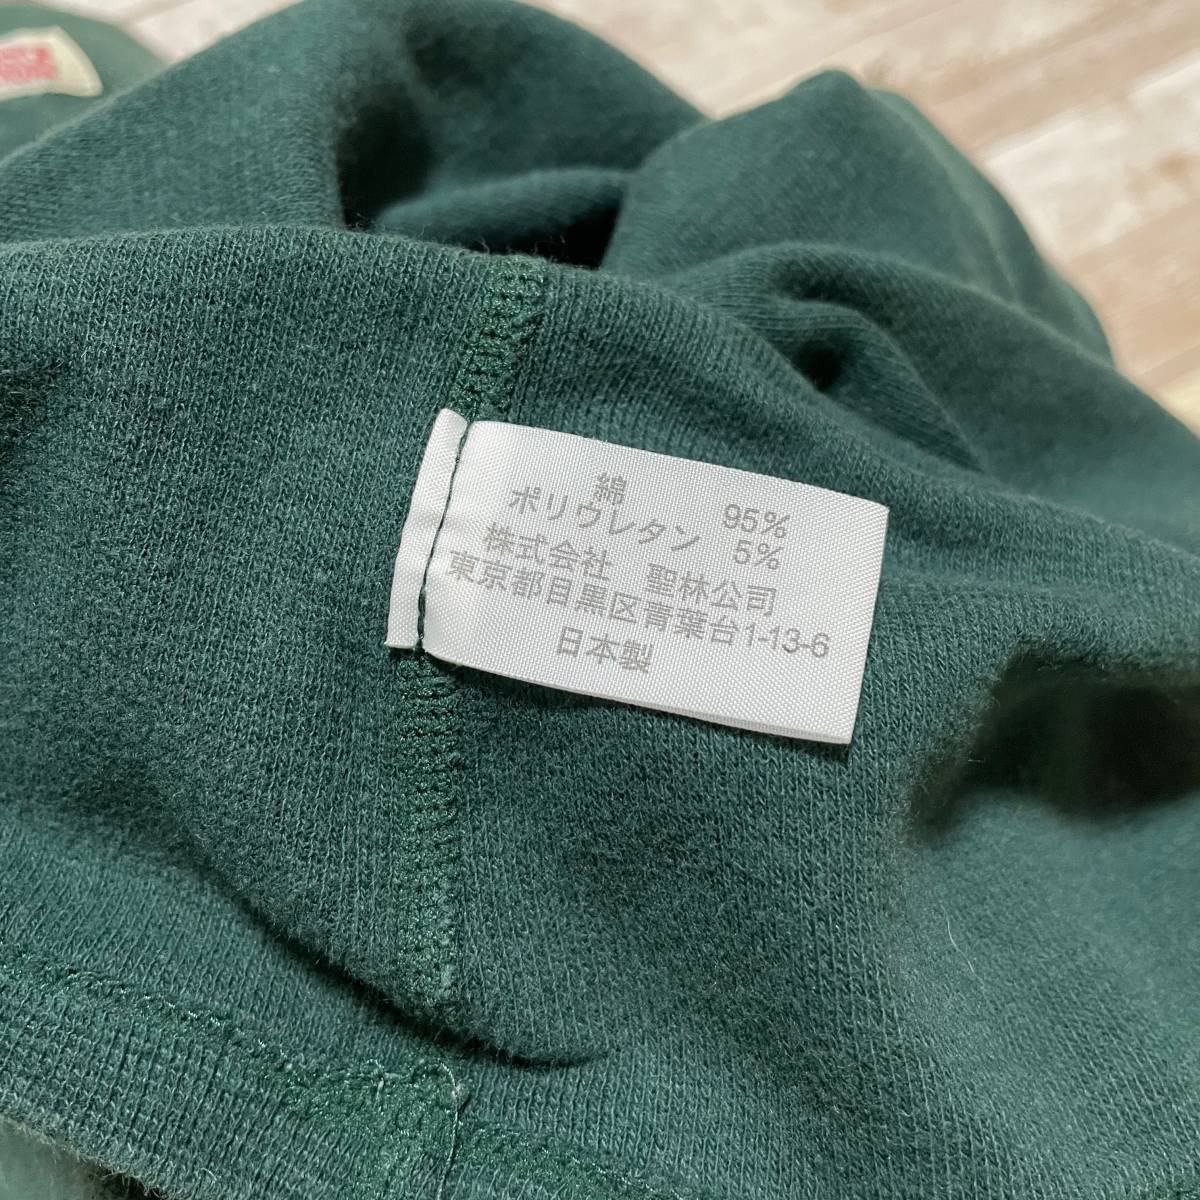 綿 95%
ポリウレタン 5%
株式会社 聖林公司
東京都目黒区青葉台1-13-6
日本製